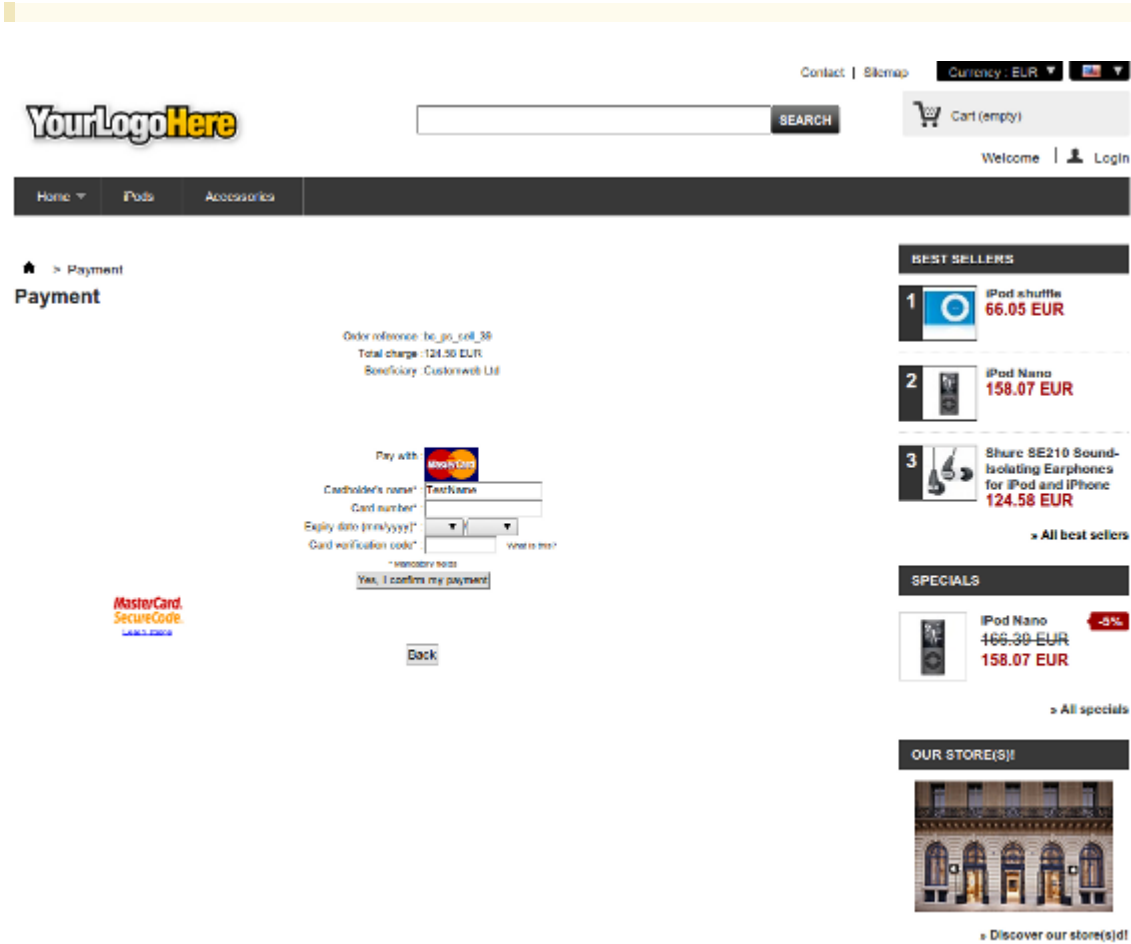 Contact | Sitemap Currency : EUR
YourLogoHere
SEARCH
Cart (empty)
Welcome | Login
Home iPods Accessories
> Payment
Payment
Order reference :
Total charge :124.58 EUR
Beneficiary :Customweb Ltd
Pay with :
MasterCard
Cardholder's name* : TestName
Card number* :
Expiry date (mm/yyyy)* : /
Card verification code* : What is this?
* Mandatory fields
Yes, I confirm my payment
MasterCard.
SecureCode.
Learn more
Back
BEST SELLERS
1
iPod shuffle
66.05 EUR
2
iPod Nano
158.07 EUR
3
Shure SE210 Sound-
Isolating Earphones
for iPod and iPhone
124.58 EUR
» All best sellers
SPECIALS
iPod Nano -5%
166.39 EUR
158.07 EUR
» All specials
OUR STORE(S)!
» Discover our store(s)d!